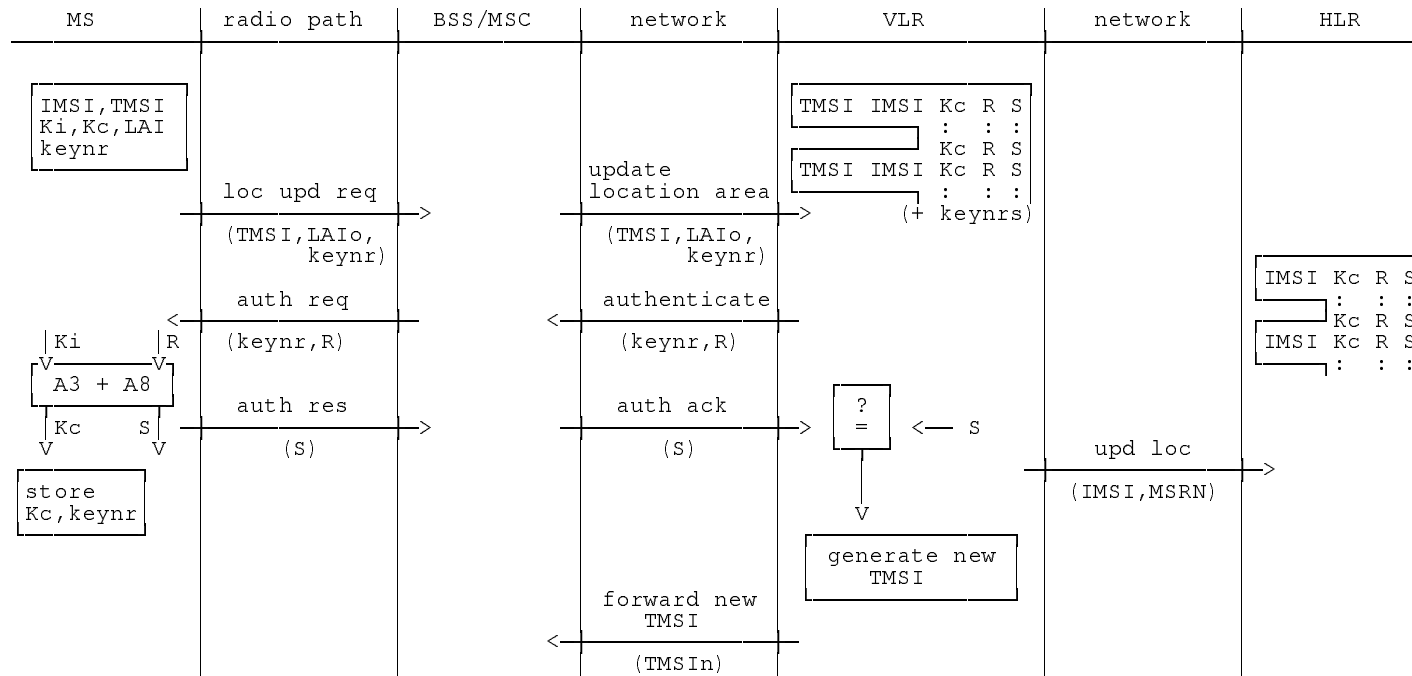 MS radio path BSS/MSC network VLR network HLR
IMSI,TMSI
Ki,Kc,LAI
keynr
TMSI IMSI Kc R S
: : :
Kc R S
TMSI IMSI Kc R S
: : :
(+ keynrs)
loc upd req
(TMSI,LAIo,
keynr)
update
location area
(TMSI,LAIo,
keynr)
IMSI Kc R S
: : :
Kc R S
IMSI Kc R S
: : :
auth req
(keynr,R)
authenticate
(keynr,R)
Ki R
A3 + A8
Kc S
auth res
(S)
auth ack
(S)
?
=
S
upd loc
(IMSI,MSRN)
store
Kc,keynr
generate new
TMSI
forward new
TMSI
(TMSIn)